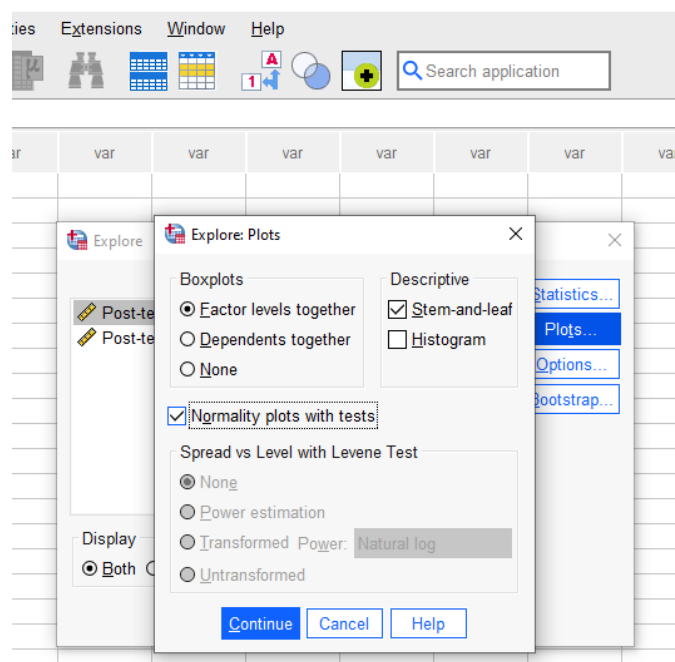 ties Extensions Window Help
Search application
ar var var var var var var va
Explore
Explore: Plots
Boxplots
Factor levels together
Dependents together
None
Descriptive
Stem-and-leaf
Histogram
Normality plots with tests
Spread vs Level with Levene Test
None
Power estimation
Transformed Power: Natural log
Untransformed
Continue Cancel Help
Post-te
Post-te
Display
Both
Statistics...
Plots...
Options...
Bootstrap...